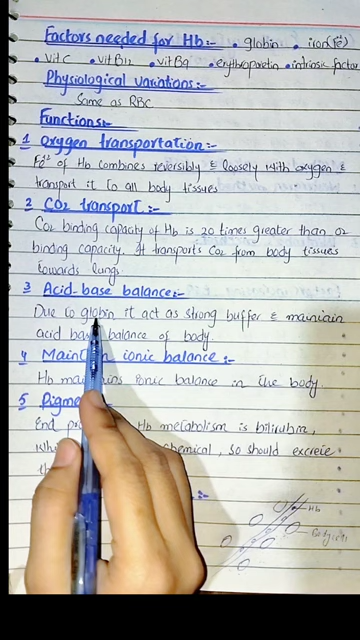 Factors needed for Hb:- • globin • iron(Fe)
• vit C • vit B12 • vit B9 • erythropoietin • intrinsic factor
Physiological variations:-
Same as RBC
Functions:-
1 Oxygen transportation:-
Fe+2 of Hb combines reversibly & loosely with oxygen &
transport it to all body tissues
2 CO2 transport:-
CO2 binding capacity of Hb is 20 times greater than O2
binding capacity. It transports CO2 from body tissues
towards lungs
3 Acid-base balance:-
Due to globin it act as strong buffer & maintain
acid base balance of body.
4 ionic balance:-
Hb ionic balance in the body.
5
End Hb metabolism is bilirubin,
chemical, so should excrete
Hb